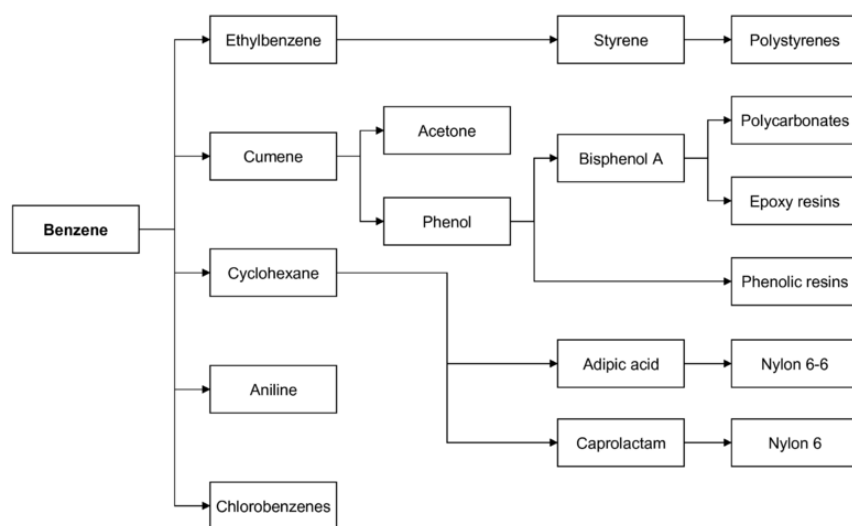 Ethylbenzene
Styrene
Polystyrenes
Polycarbonates
Acetone
Cumene
Bisphenol A
Epoxy resins
Phenol
Benzene
Cyclohexane
Phenolic resins
Adipic acid
Nylon 6-6
Aniline
Caprolactam
Nylon 6
Chlorobenzenes